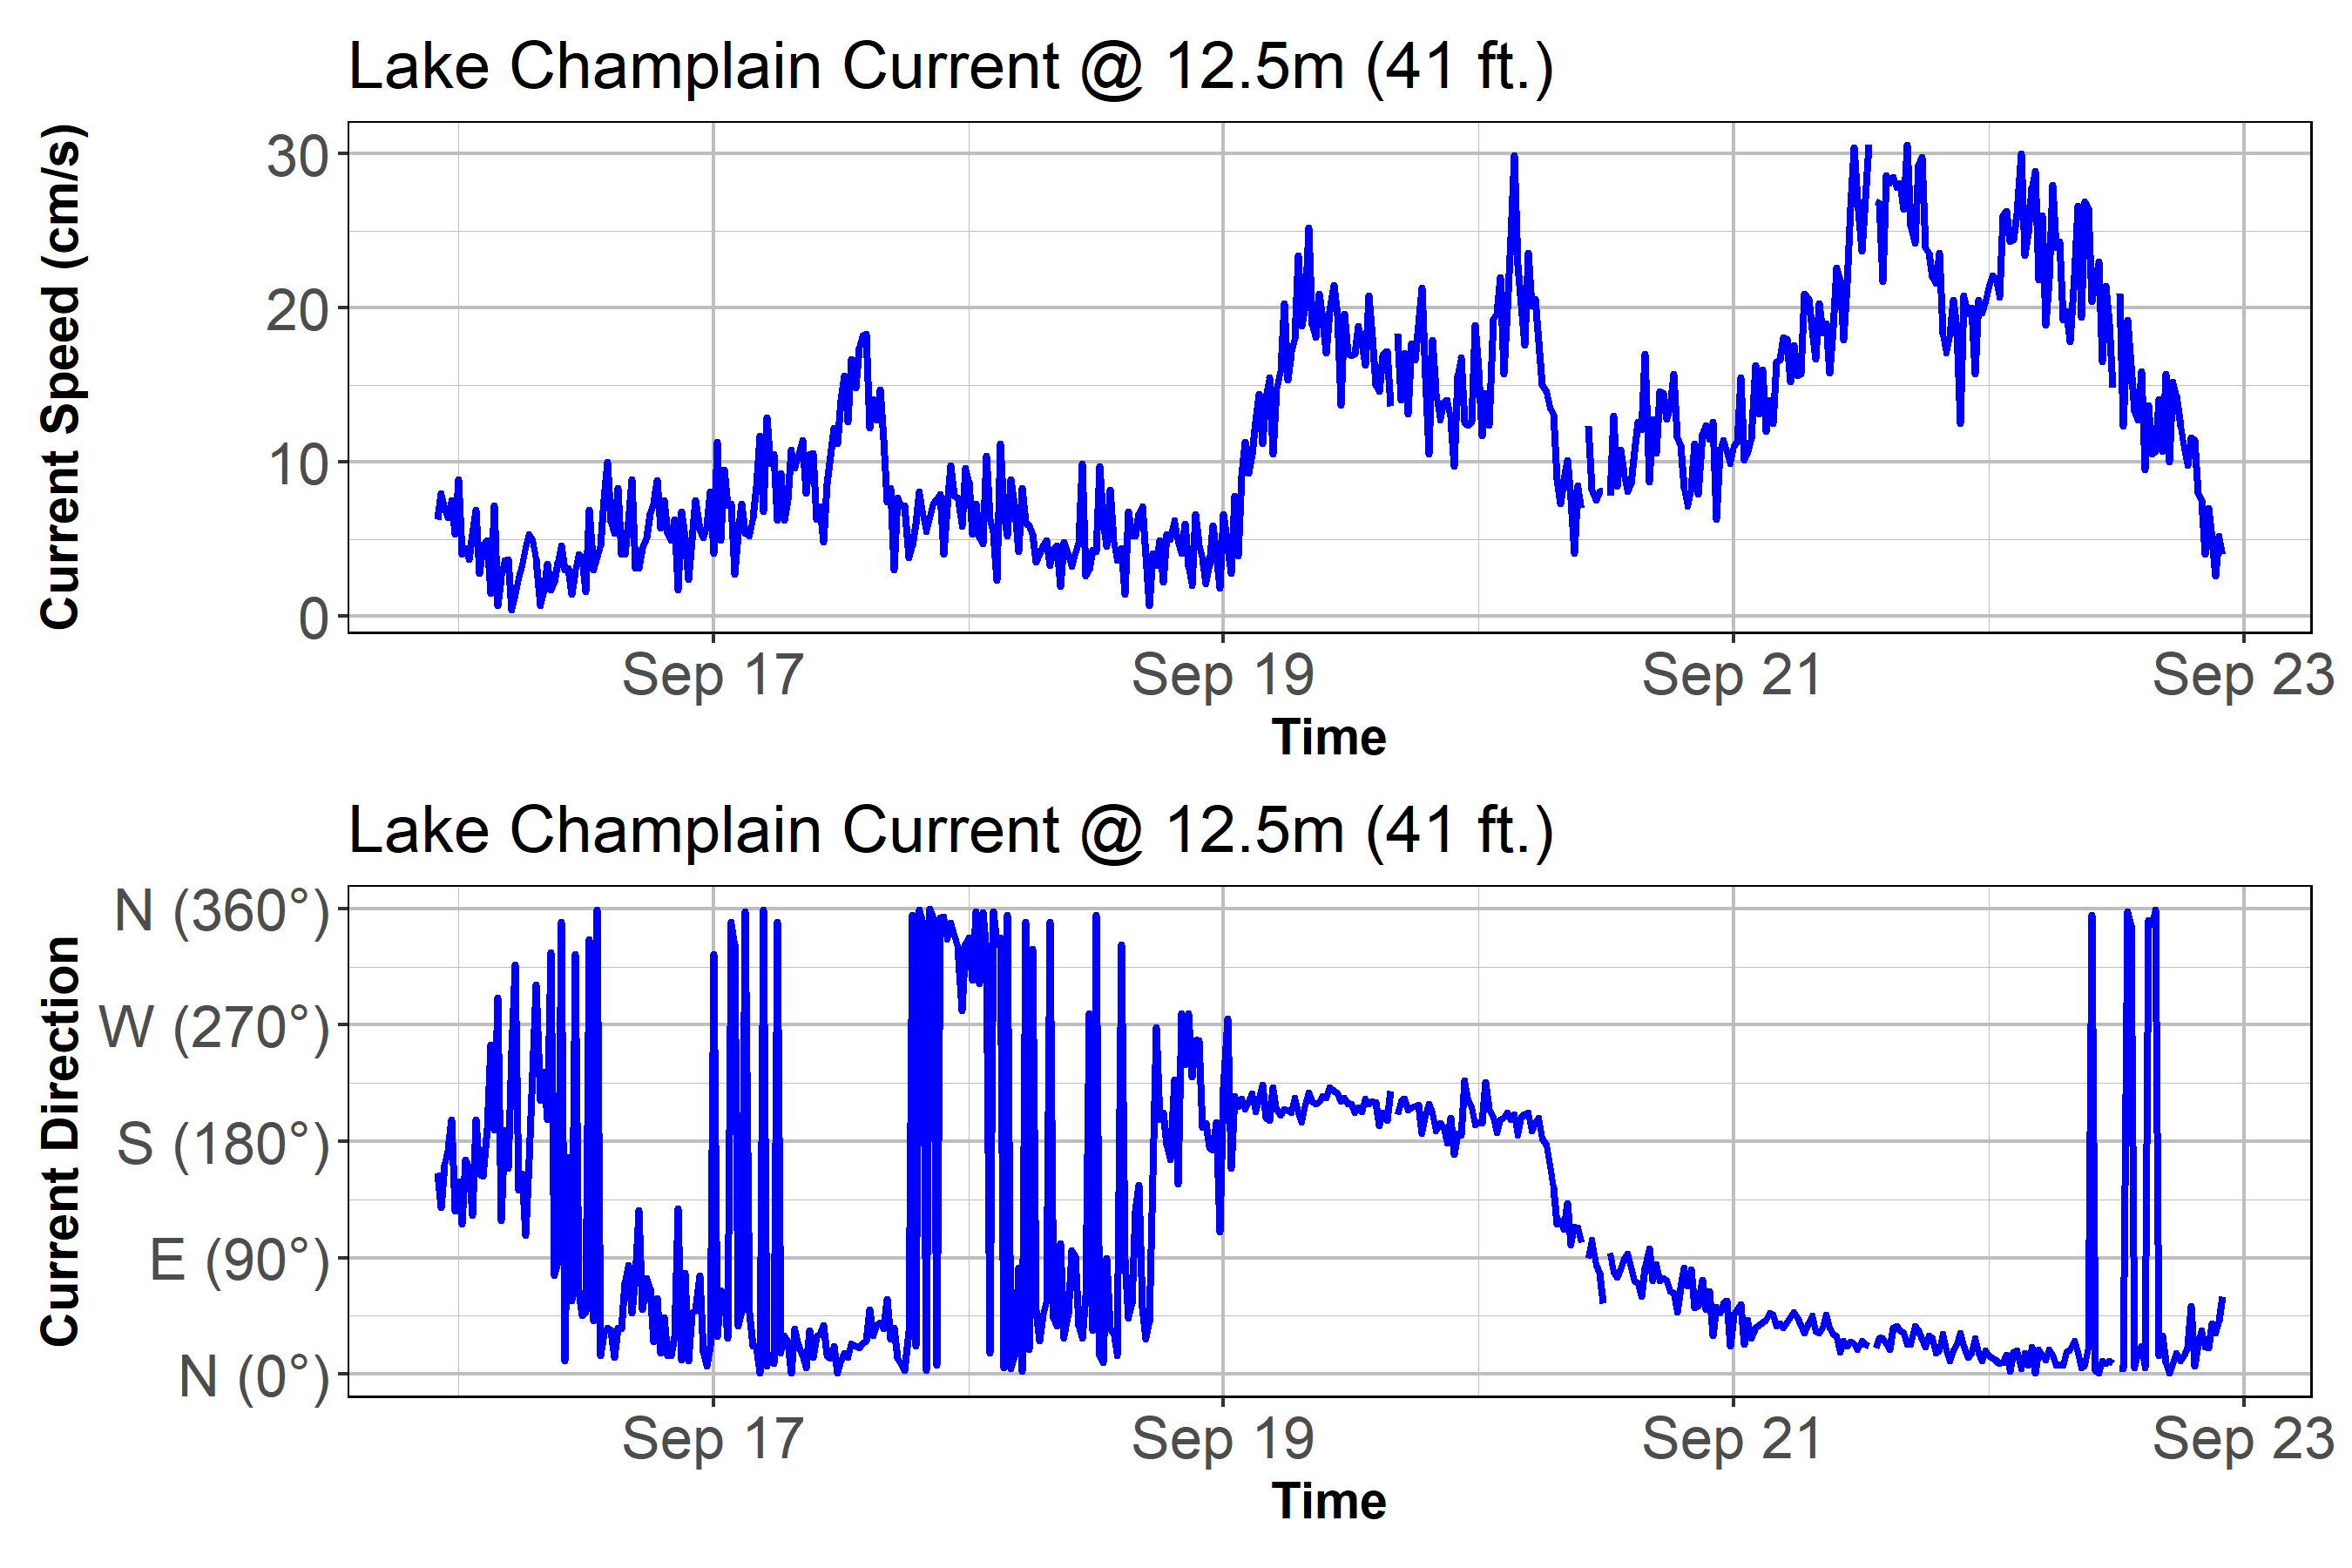 Lake Champlain Current @ 12.5m (41 ft.)
Current Speed (cm/s)
30
20
10
0
Sep 17 Sep 19 Sep 21 Sep 23
Time
Lake Champlain Current @ 12.5m (41 ft.)
Current Direction
N (360°)
W (270°)
S (180°)
E (90°)
N (0°)
Sep 17 Sep 19 Sep 21 Sep 23
Time